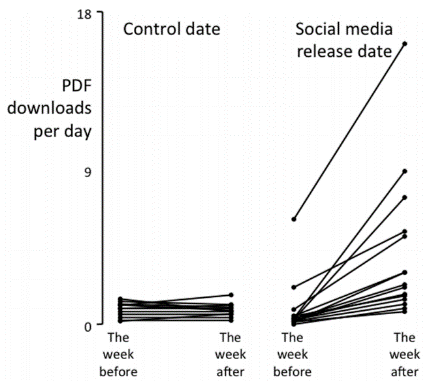 18
Control date
Social media
release date
PDF
downloads
per day
9
0
The
week
before
The
week
after
The
week
before
The
week
after